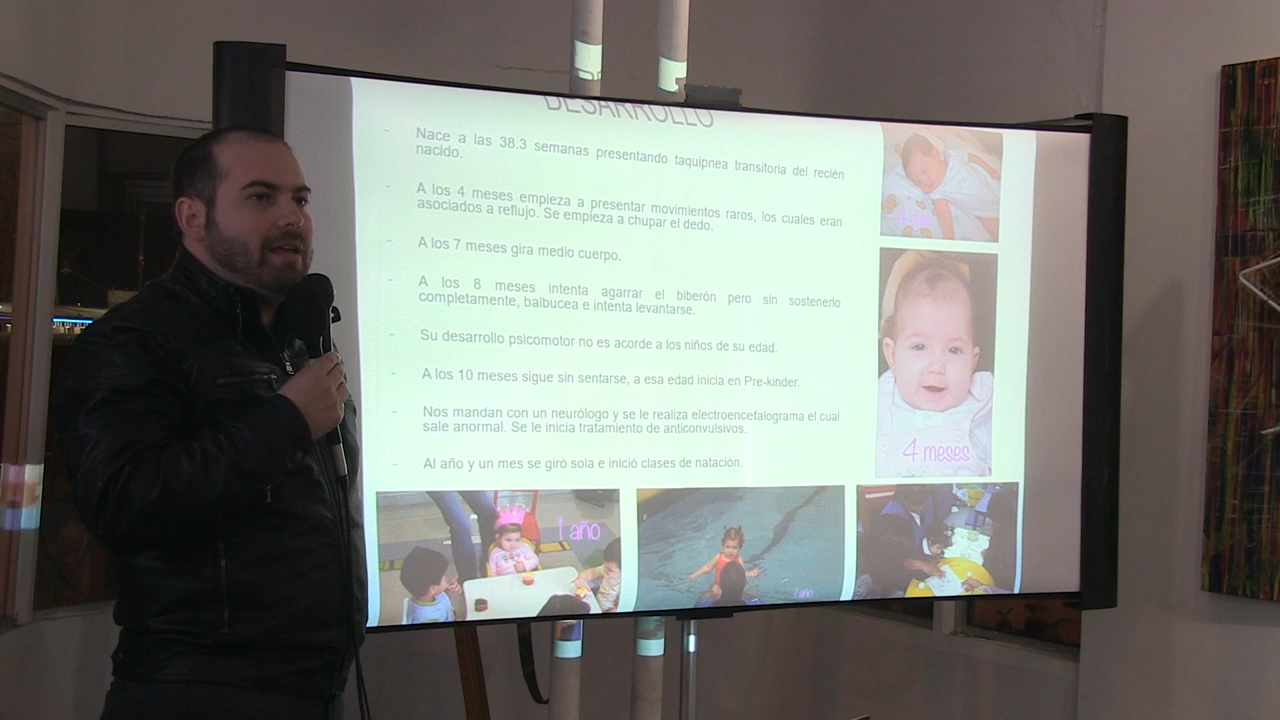 DESARROLLO
- Nace a las 38.3 semanas presentando taquipnea transitoria del recién
nacido.
- A los 4 meses empieza a presentar movimientos raros, los cuales eran
asociados a reflujo. Se empieza a chupar el dedo.
- A los 7 meses gira medio cuerpo.
- A los 8 meses intenta agarrar el biberón pero sin sostenerlo
completamente, balbucea e intenta levantarse.
- Su desarrollo psicomotor no es acorde a los niños de su edad.
- A los 10 meses sigue sin sentarse, a esa edad inicia en Pre-kinder.
- Nos mandan con un neurólogo y se le realiza electroencefalograma el cual
sale anormal. Se le inicia tratamiento de anticonvulsivos.
- Al año y un mes se giró sola e inició clases de natación.
4 meses
1 año
1 año